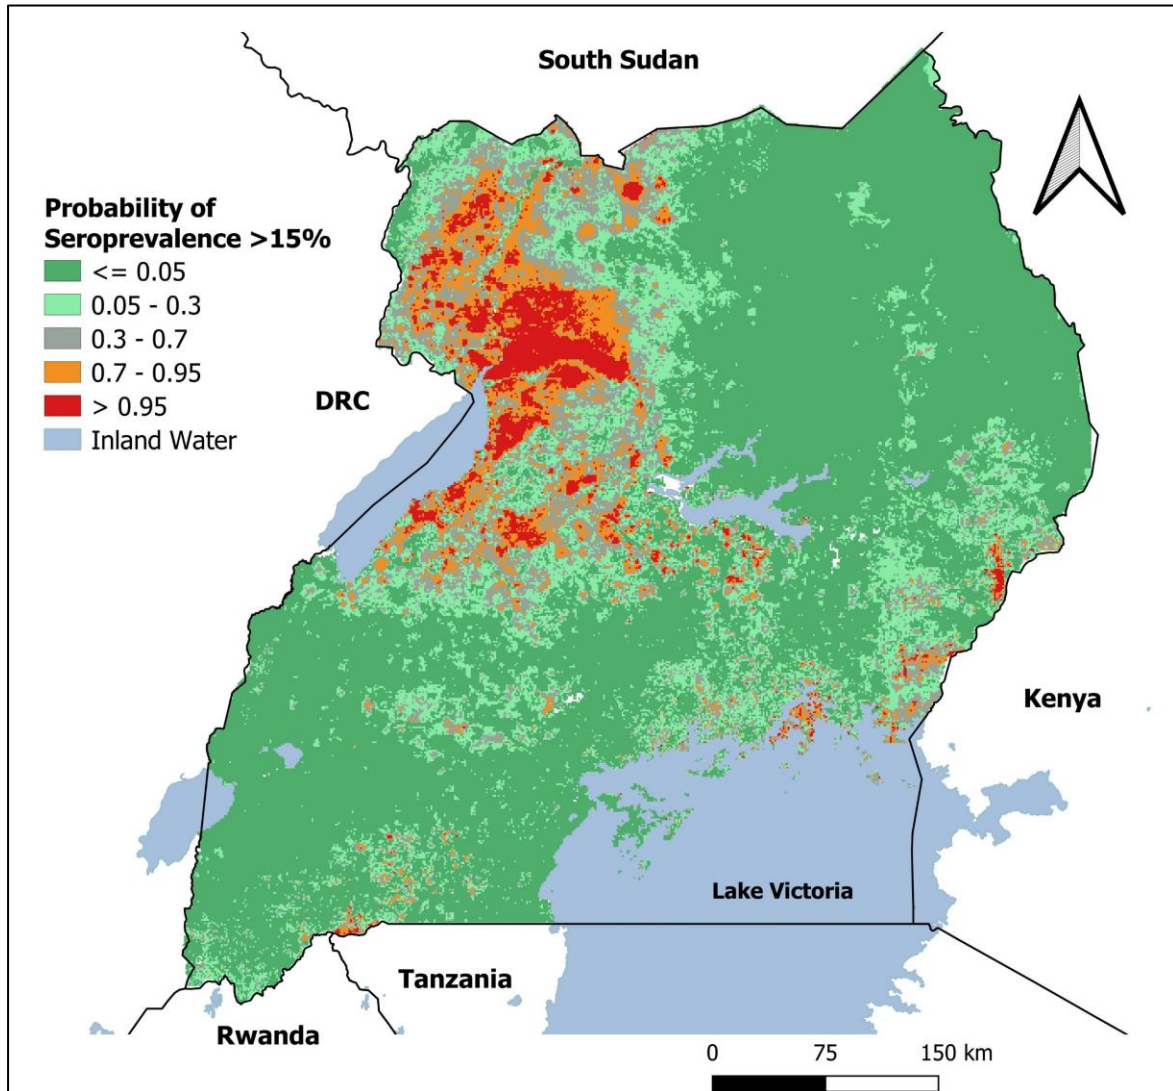 South Sudan
Probability of
Seroprevalence >15%
<= 0.05
0.05 - 0.3
0.3 - 0.7
0.7 - 0.95
> 0.95
Inland Water
DRC
Kenya
Lake Victoria
Tanzania
Rwanda
0 75 150 km